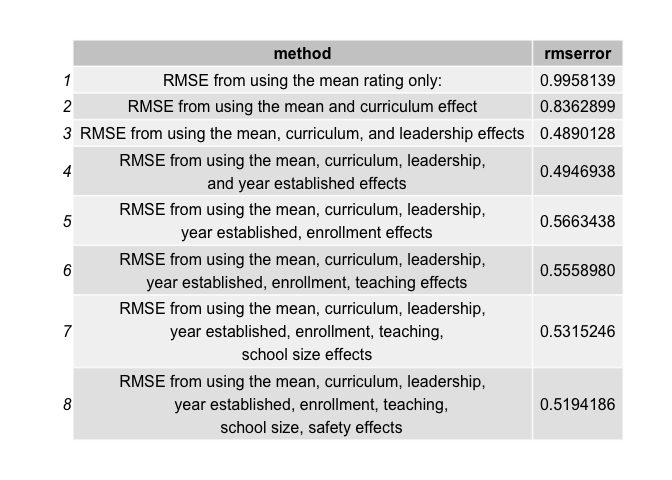 method rmserror
1 RMSE from using the mean rating only: 0.9958139
2 RMSE from using the mean and curriculum effect 0.8362899
3 RMSE from using the mean, curriculum, and leadership effects 0.4890128
4 RMSE from using the mean, curriculum, leadership,
and year established effects 0.4946938
5 RMSE from using the mean, curriculum, leadership,
year established, enrollment effects 0.5663438
6 RMSE from using the mean, curriculum, leadership,
year established, enrollment, teaching effects 0.5558980
RMSE from using the mean, curriculum, leadership,
7 year established, enrollment, teaching, 0.5315246
school size effects
RMSE from using the mean, curriculum, leadership,
8 year established, enrollment, teaching, 0.5194186
school size, safety effects